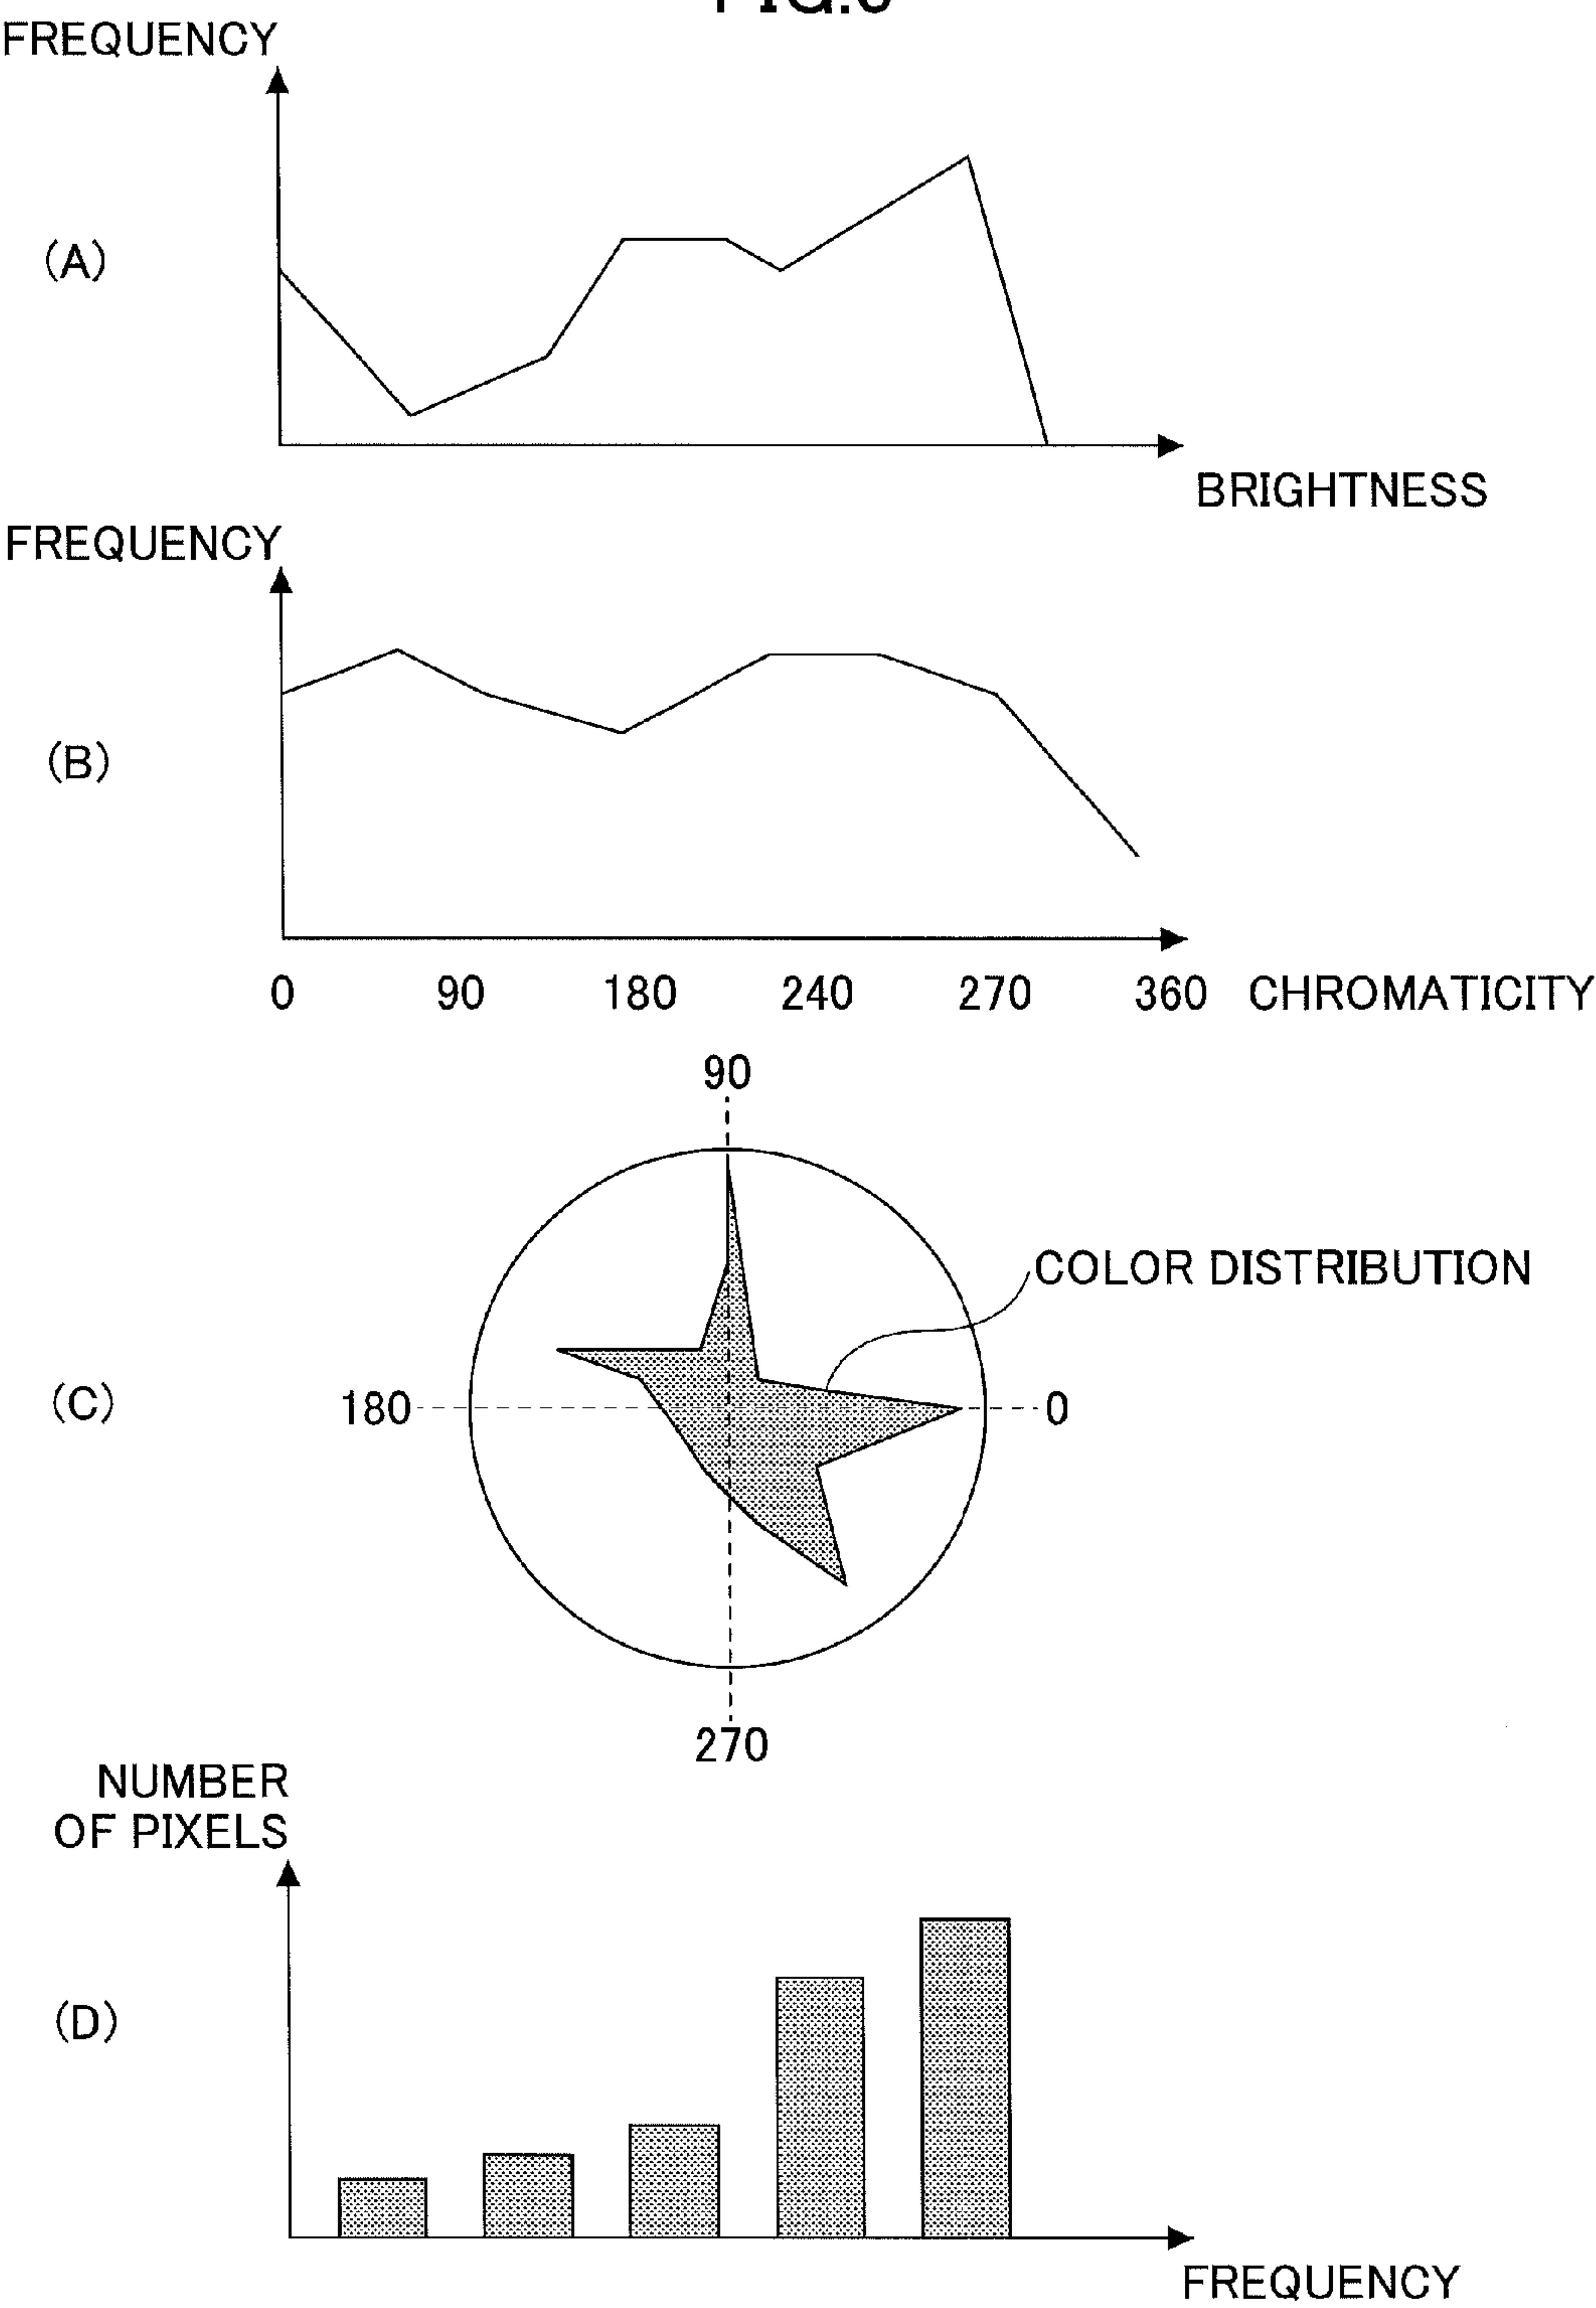 FREQUENCY
(A)
BRIGHTNESS
FREQUENCY
(B)
0 90 180 240 270 360 CHROMATICITY
90
COLOR DISTRIBUTION
(C)
180
0
270
NUMBER
OF PIXELS
(D)
FREQUENCY